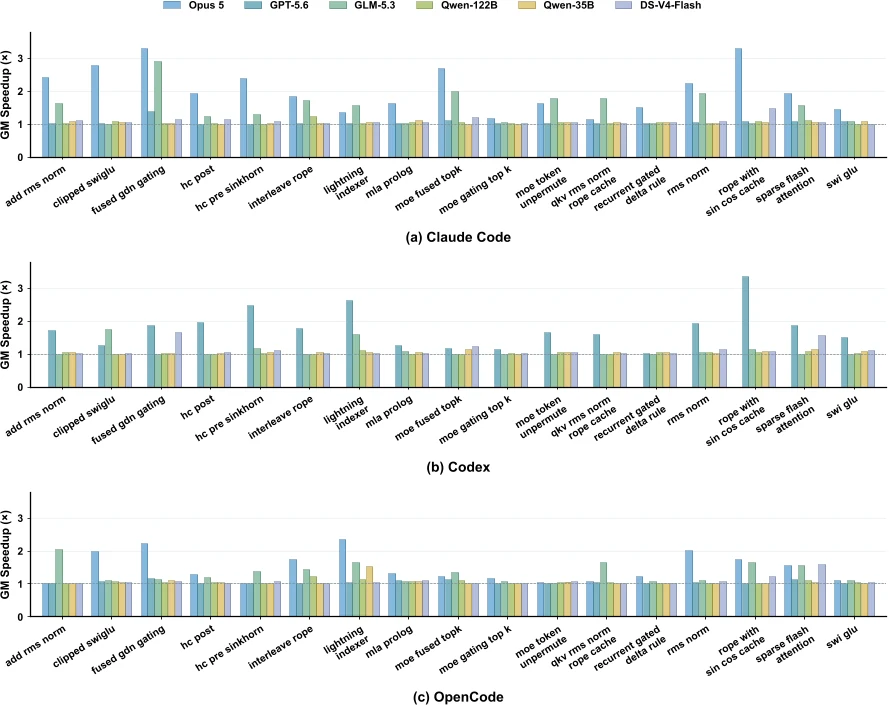 Opus 5 GPT-5.6 GLM-5.3 Qwen-122B Qwen-35B DS-V4-Flash
GM Speedup (×)
3
2
1
0
add rms norm
clipped swiglu
fused gdn gating
hc post
hc pre sinkhorn
interleave rope
lightning
indexer
mla prolog
moe fused topk
moe gating top k
moe token
unpermute
qkv rms norm
rope cache
recurrent gated
delta rule
rms norm
rope with
sin cos cache
sparse flash
attention
swi glu
(a) Claude Code
GM Speedup (×)
3
2
1
0
add rms norm
clipped swiglu
fused gdn gating
hc post
hc pre sinkhorn
interleave rope
lightning
indexer
mla prolog
moe fused topk
moe gating top k
moe token
unpermute
qkv rms norm
rope cache
recurrent gated
delta rule
rms norm
rope with
sin cos cache
sparse flash
attention
swi glu
(b) Codex
GM Speedup (×)
3
2
1
0
add rms norm
clipped swiglu
fused gdn gating
hc post
hc pre sinkhorn
interleave rope
lightning
indexer
mla prolog
moe fused topk
moe gating top k
moe token
unpermute
qkv rms norm
rope cache
recurrent gated
delta rule
rms norm
rope with
sin cos cache
sparse flash
attention
swi glu
(c) OpenCode